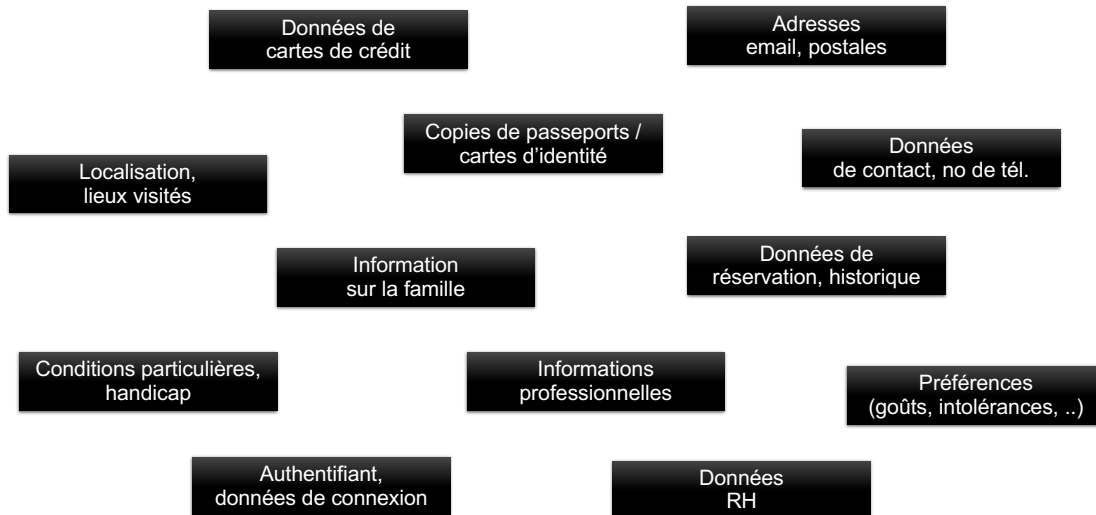 Données de
cartes de crédit
Adresses
email, postales
Copies de passeports /
cartes d’identité
Données
de contact, no de tél.
Localisation,
lieux visités
Information
sur la famille
Données de
réservation, historique
Conditions particulières,
handicap
Informations
professionnelles
Préférences
(goûts, intolérances, ..)
Authentifiant,
données de connexion
Données
RH